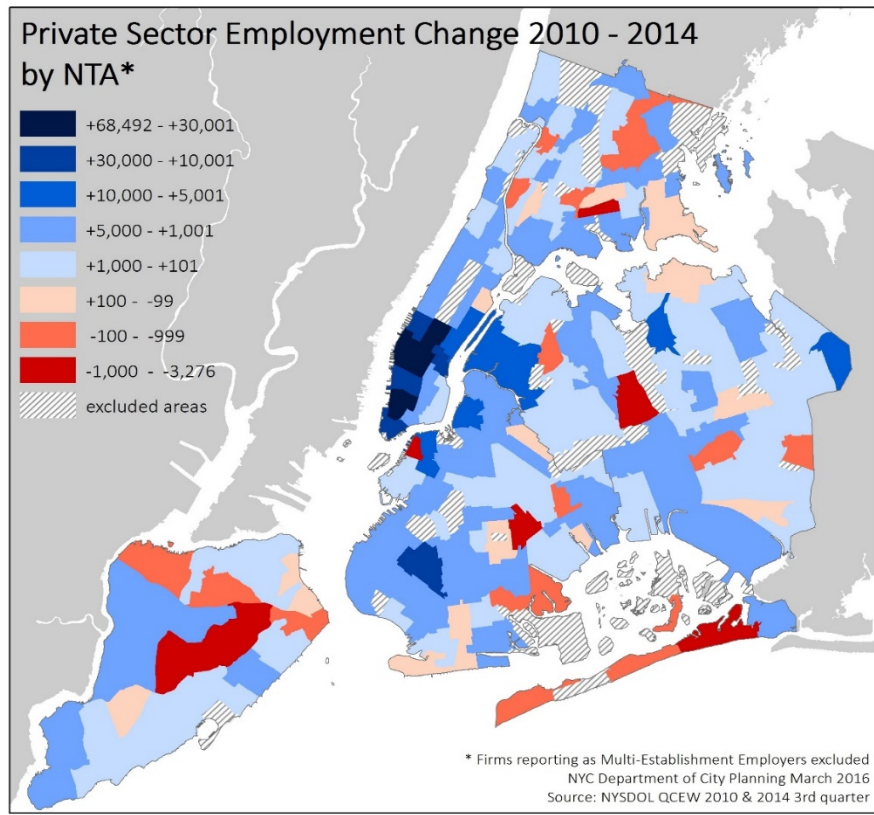 Private Sector Employment Change 2010 - 2014
by NTA*
+68,492 - +30,001
+30,000 - +10,001
+10,000 - +5,001
+5,000 - +1,001
+1,000 - +101
+100 - -99
-100 - -999
-1,000 - -3,276
excluded areas
* Firms reporting as Multi-Establishment Employers excluded
NYC Department of City Planning March 2016
Source: NYSDOL QCEW 2010 & 2014 3rd quarter